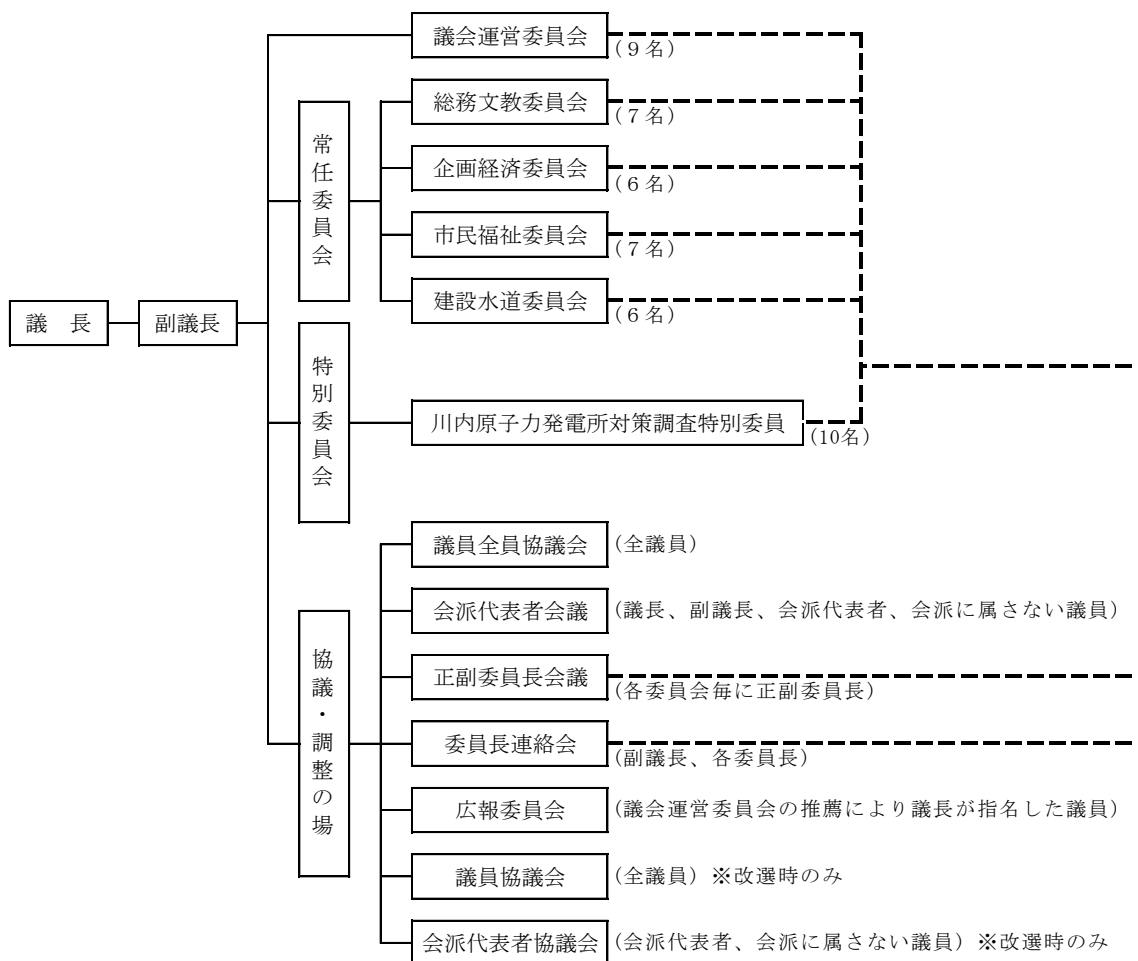 議会運営委員会
(９名)
総務文教委員会
(７名)
常任委員会
企画経済委員会
(６名)
市民福祉委員会
(７名)
建設水道委員会
(６名)
議　長
副議長
特別委員会
川内原子力発電所対策調査特別委員
(10名)
議員全員協議会
(全議員)
会派代表者会議
(議長、副議長、会派代表者、会派に属さない議員)
協議・調整の場
正副委員長会議
(各委員会毎に正副委員長)
委員長連絡会
(副議長、各委員長)
広報委員会
(議会運営委員会の推薦により議長が指名した議員)
議員協議会
(全議員) ※改選時のみ
会派代表者協議会
(会派代表者、会派に属さない議員) ※改選時のみ